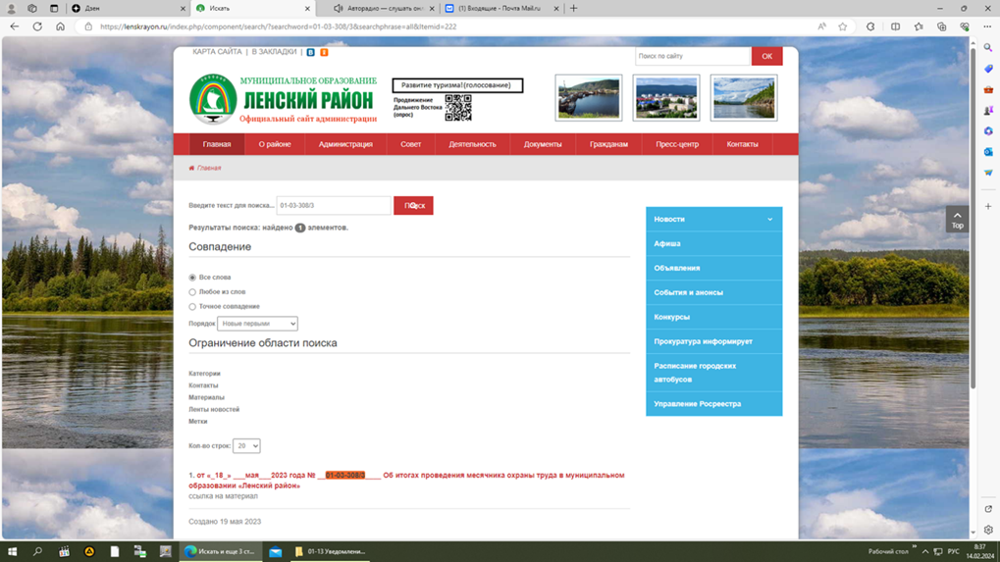 Дзен
Искать
Авторадио — слушать онл
(1) Входящие - Почта Mail.ru
https://lenskrayon.ru/index.php/component/search/?searchword=01-03-308/3&searchphrase=all&Itemid=222
КАРТА САЙТА | В ЗАКЛАДКИ |
Поиск по сайту
OK
МУНИЦИПАЛЬНОЕ ОБРАЗОВАНИЕ
ЛЕНСКИЙ РАЙОН
Официальный сайт администрации
Развитие туризма!(голосование)
Продвижение
Дальнего Востока
(опрос)
Главная
О районе
Администрация
Совет
Деятельность
Документы
Гражданам
Пресс-центр
Контакты
Главная
Введите текст для поиска...
01-03-308/3
Поиск
Результаты поиска: найдено 1 элементов.
Совпадение
Все слова
Любое из слов
Точное совпадение
Порядок
Новые первыми
Ограничение области поиска
Категории
Контакты
Материалы
Ленты новостей
Метки
Кол-во строк:
20
1. от «_18_» ___мая___2023 года № __01-03-308/3____ Об итогах проведения месячника охраны труда в муниципальном
образовании «Ленский район»
ссылка на материал
Создано 19 мая 2023
Новости
Афиша
Объявления
События и анонсы
Конкурсы
Прокуратура информирует
Расписание городских
автобусов
Управление Росреестра
Top
Искать и еще 3 ст...
01-13 Уведомлени...
Рабочий стол
РУС
8:37
14.02.2024